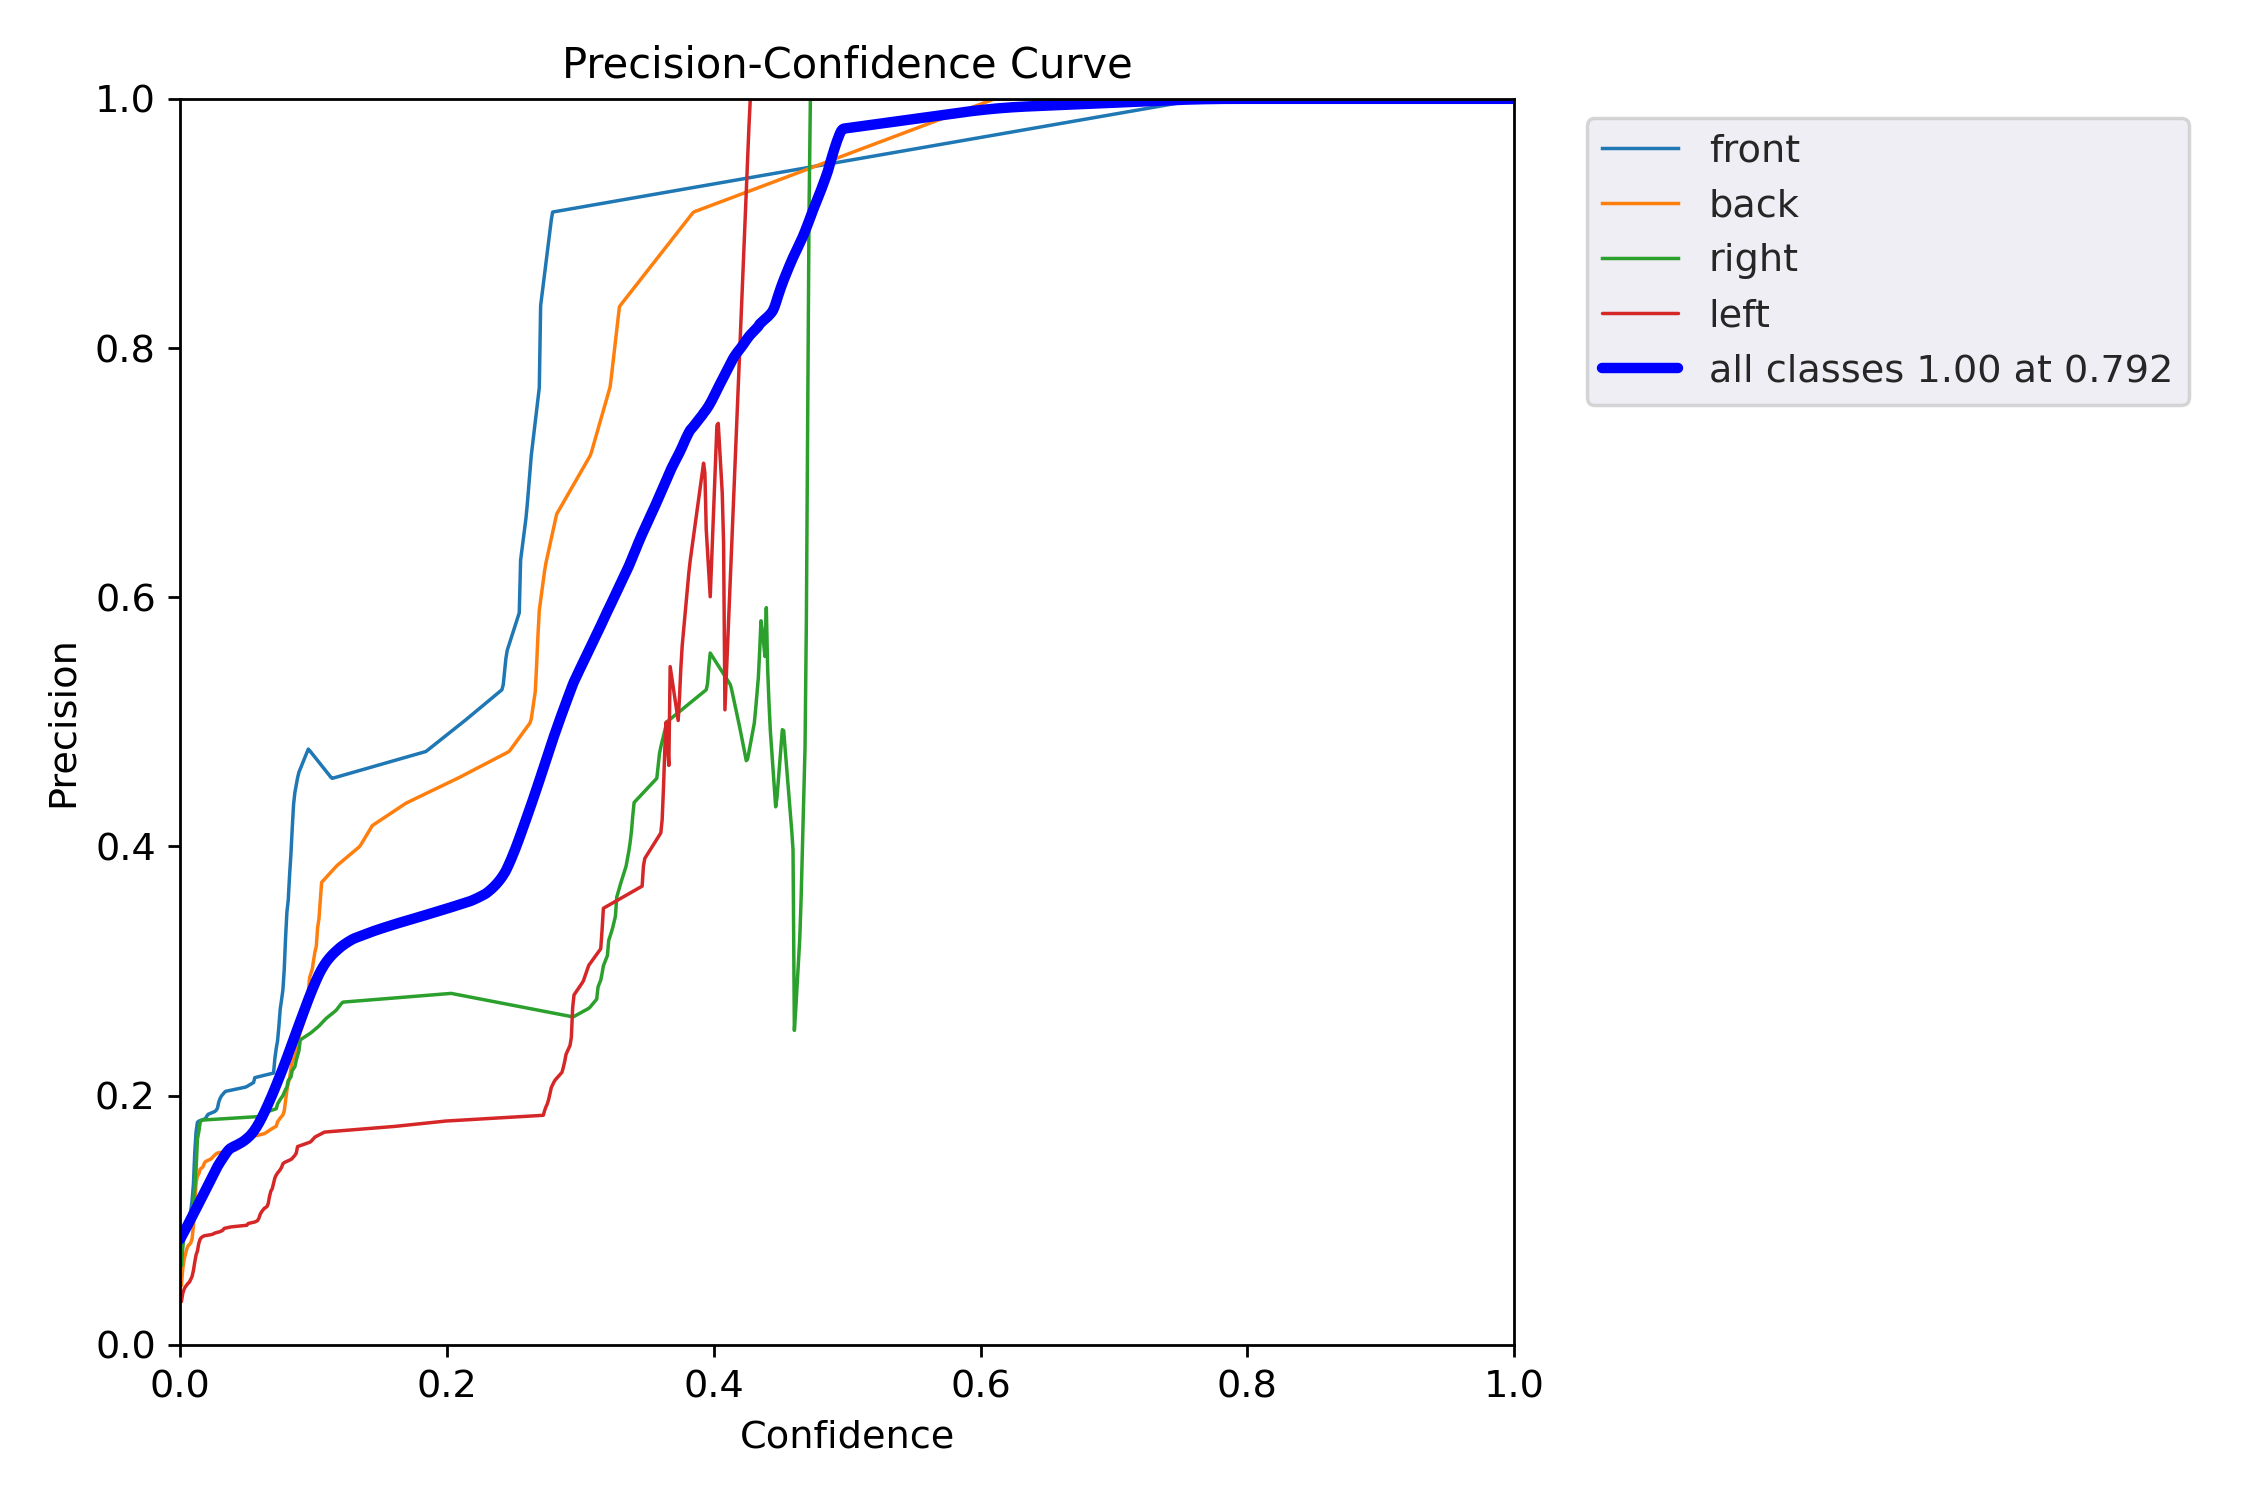 Precision-Confidence Curve
1.0
0.8
0.6
0.4
0.2
0.0
Precision
0.0 0.2 0.4 0.6 0.8 1.0
Confidence
front
back
right
left
all classes 1.00 at 0.792